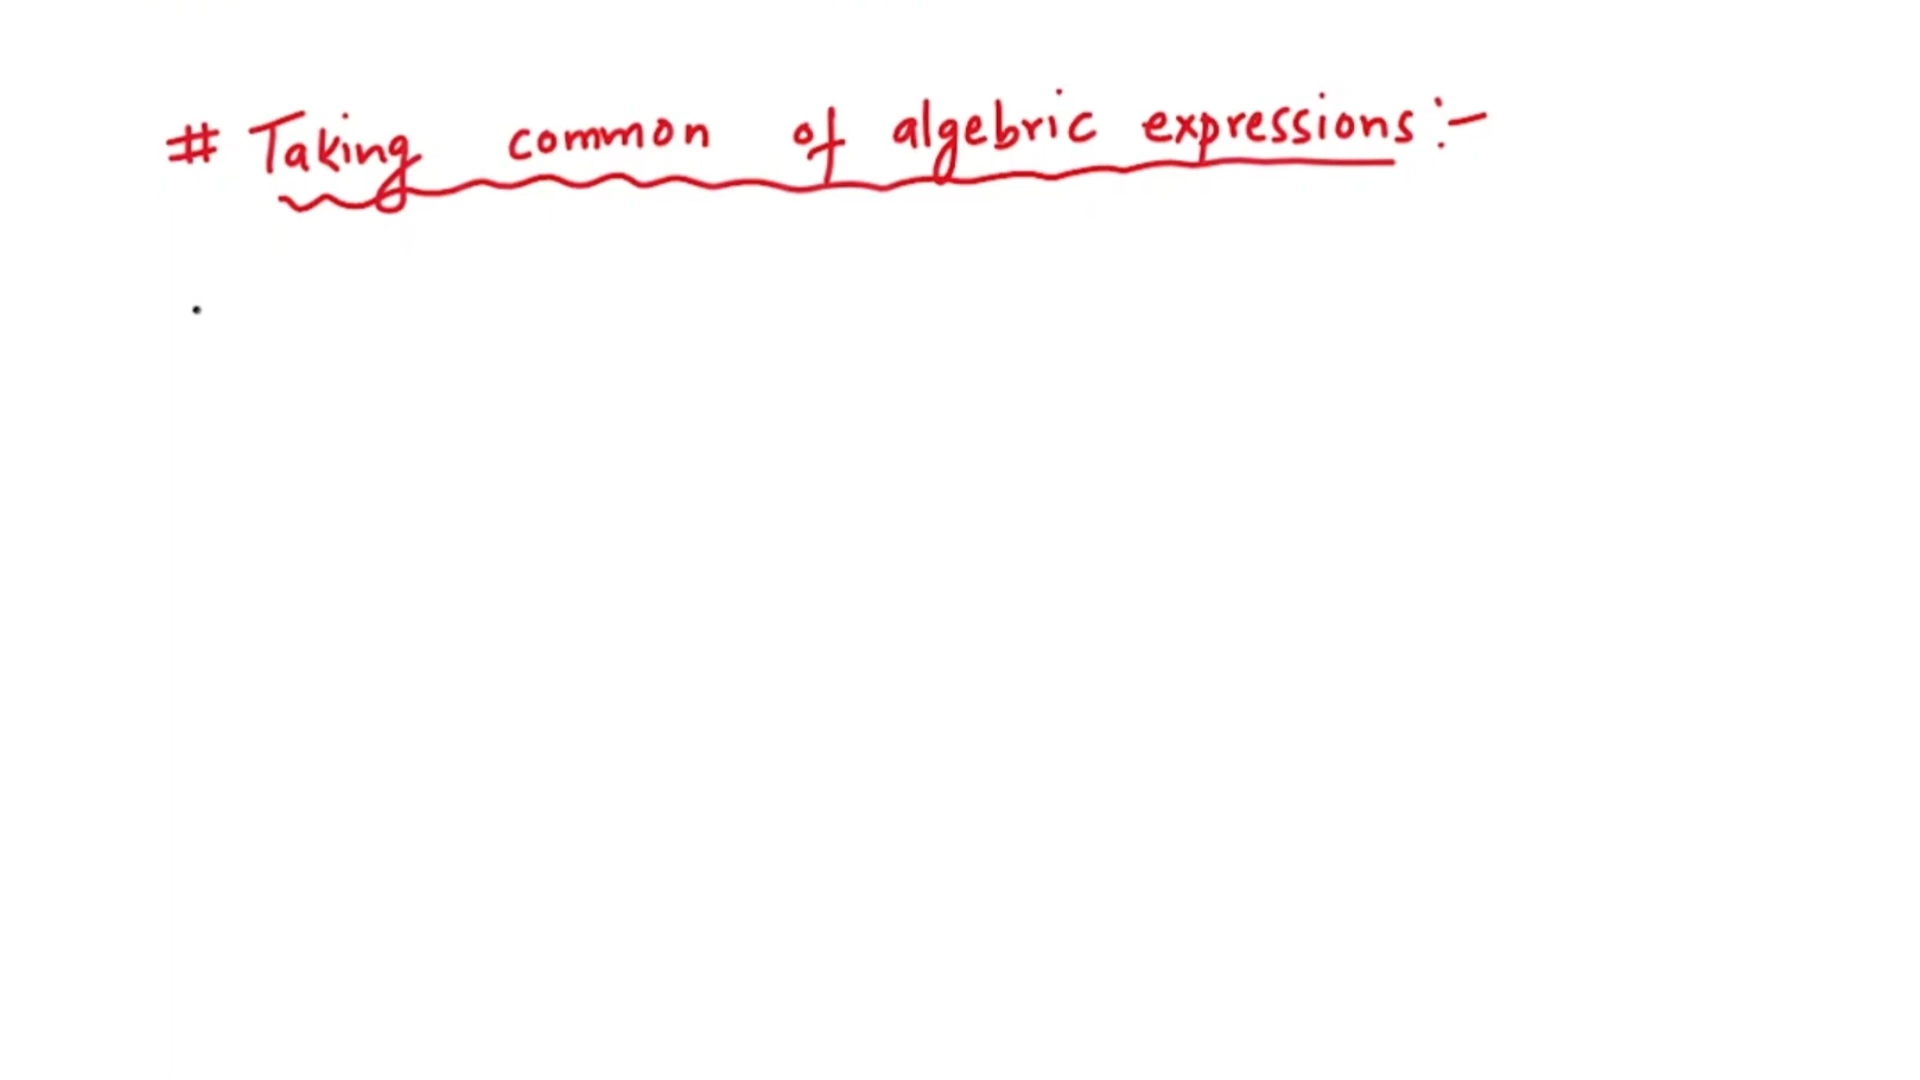 # Taking common of algebric expressions :-